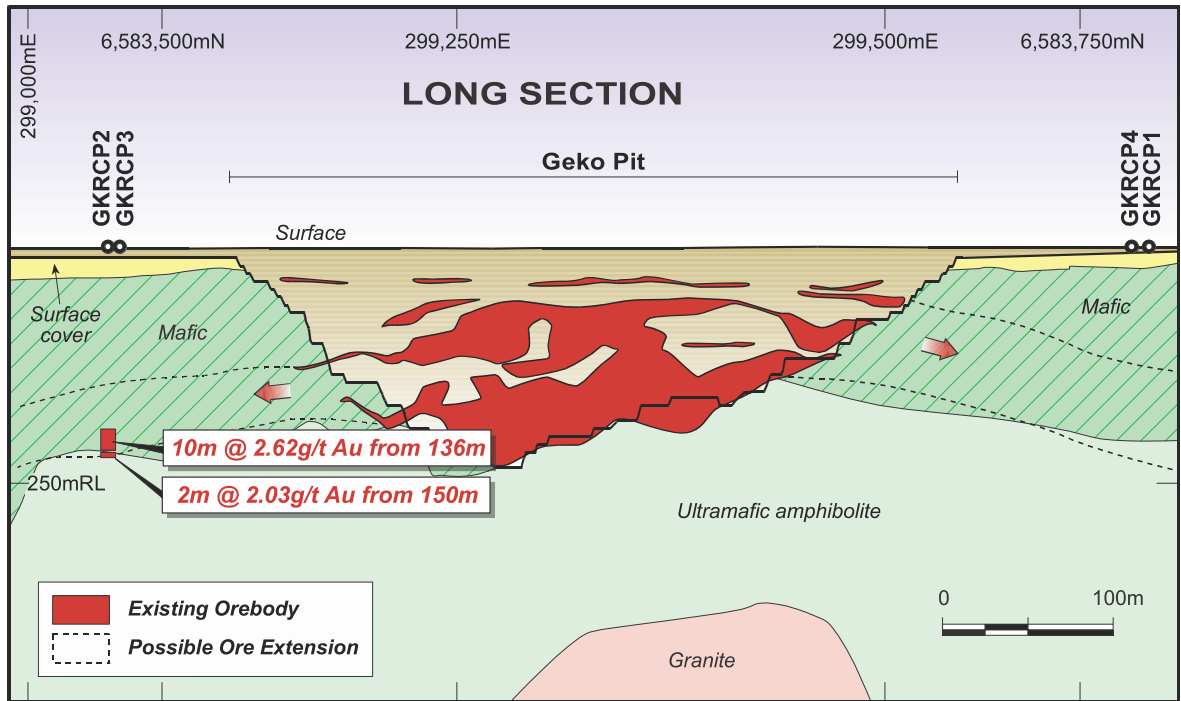 299,000mE
6,583,500mN
299,250mE
299,500mE
6,583,750mN
LONG SECTION
Geko Pit
GKRCP2
GKRCP3
GKRCP4
GKRCP1
Surface
Surface
cover
Mafic
Mafic
10m @ 2.62g/t Au from 136m
250mRL
2m @ 2.03g/t Au from 150m
Ultramafic amphibolite
Existing Orebody
Possible Ore Extension
0
100m
Granite